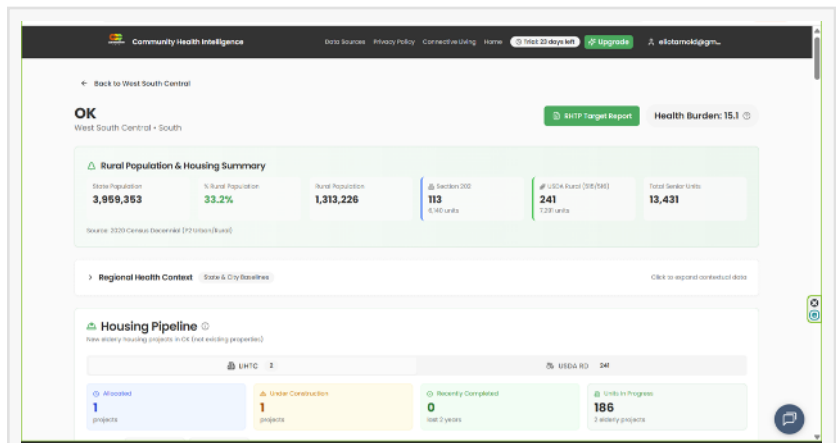 Community Health Intelligence
Data Sources Privacy Policy ConnectiveLiving Home Trial: 23 days left Upgrade eliotarnold@gm...
Back to West South Central
OK
West South Central • South
RHTP Target Report
Health Burden: 15.1
Rural Population & Housing Summary
State Population
3,959,353
% Rural Population
33.2%
Rural Population
1,313,226
Section 202
113
6,140 units
USDA Rural (515/516)
241
7,291 units
Total Senior Units
13,431
Source: 2020 Census Decennial (P2 Urban/Rural)
Regional Health Context State & City Baselines
Click to expand contextual data
Housing Pipeline
New elderly housing projects in OK (not existing properties)
LIHTC 2
USDA RD 241
Allocated
1
projects
Under Construction
1
projects
Recently Completed
0
last 2 years
Units in Progress
186
2 elderly projects